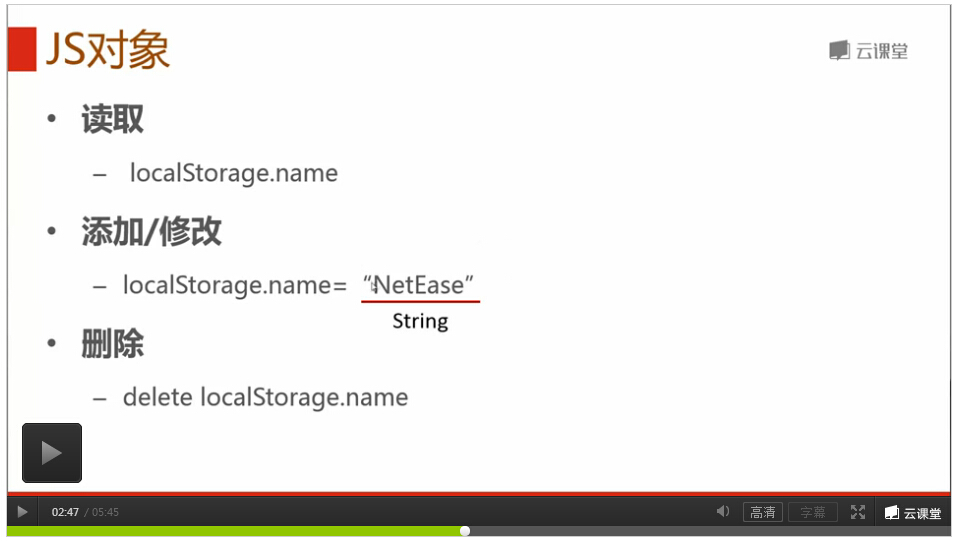 JS对象
云课堂
• 读取
– localStorage.name
• 添加/修改
– localStorage.name= “NetEase”
String
• 删除
– delete localStorage.name
02:47 / 05:45
高清
字幕
云课堂